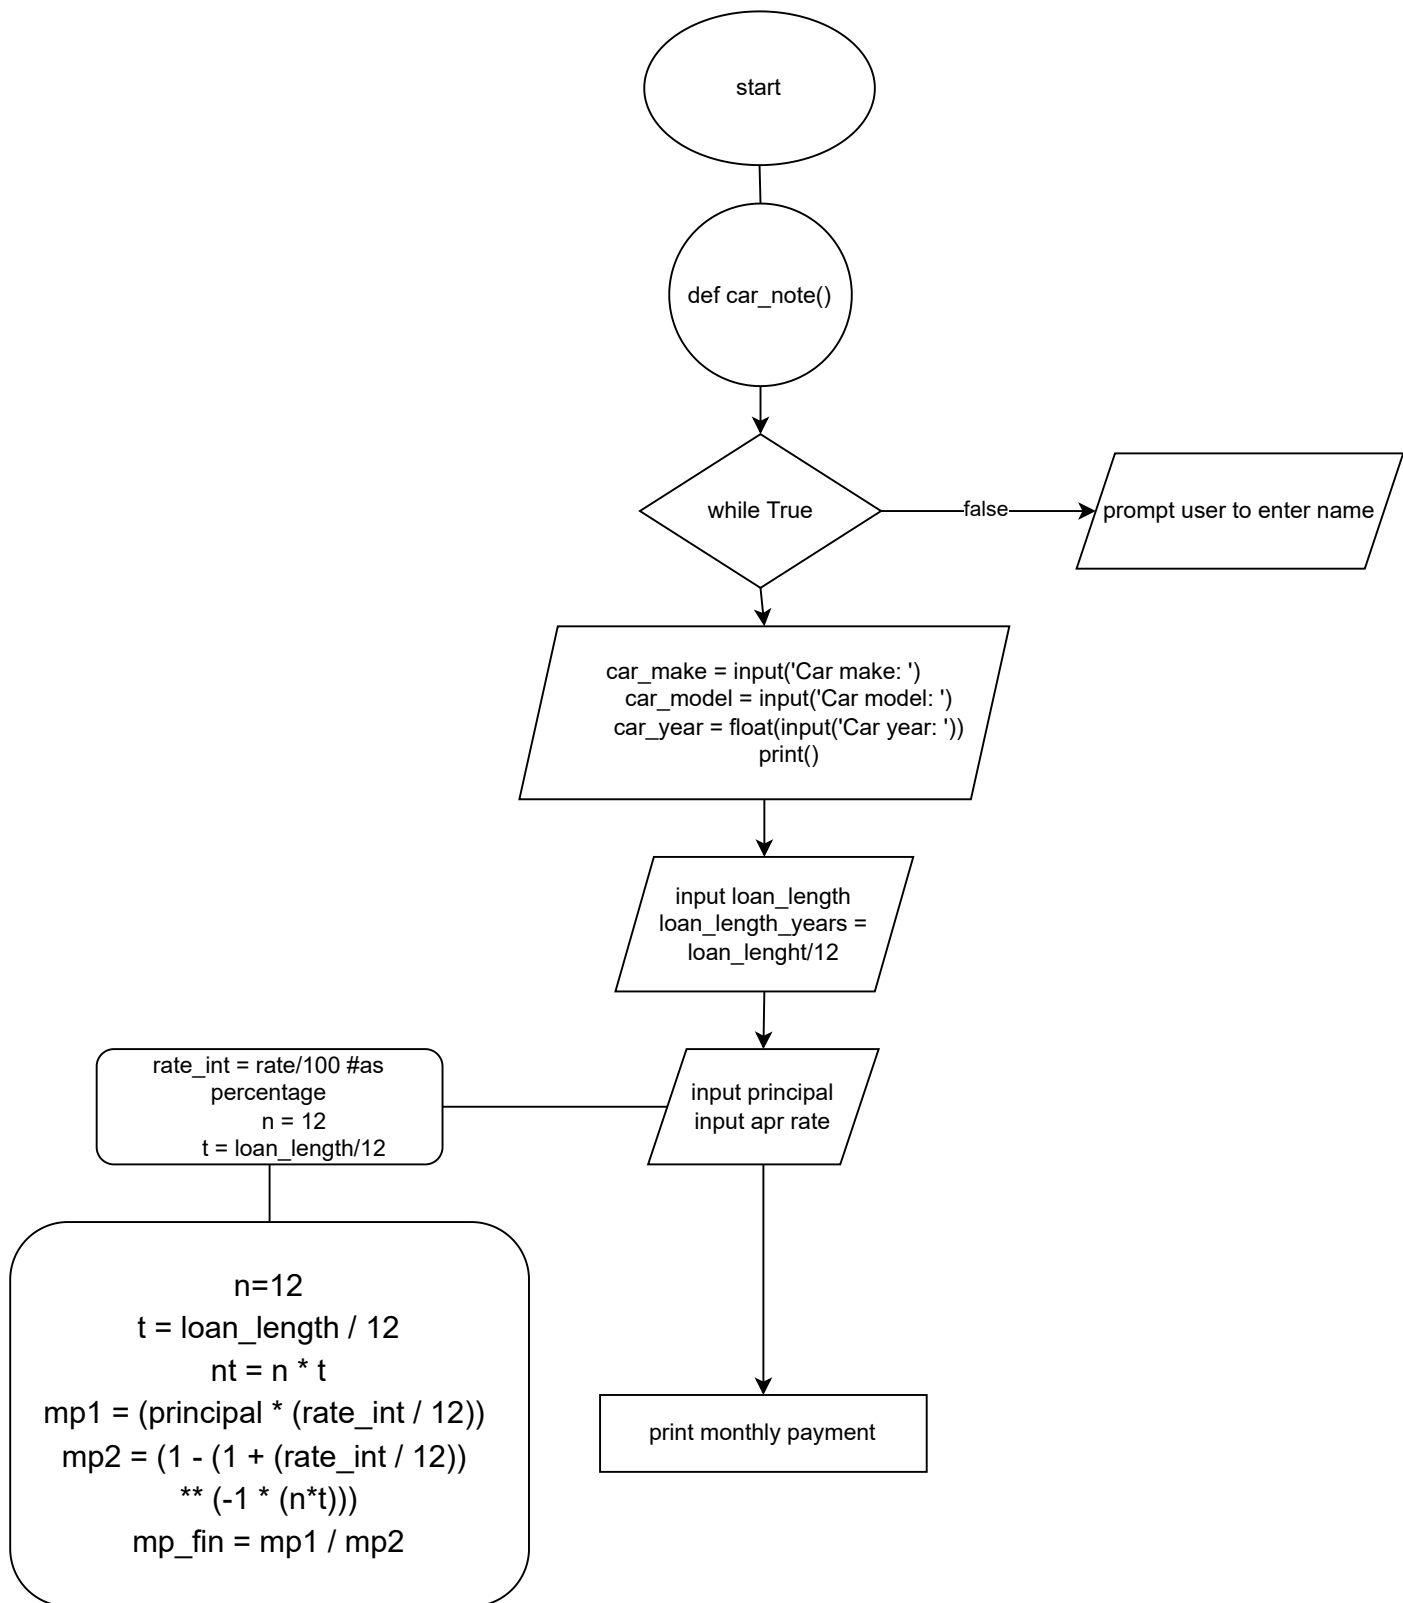 start
def car_note()
while True
false
prompt user to enter name
car_make = input('Car make: ')
car_model = input('Car model: ')
car_year = float(input('Car year: '))
print()
input loan_length
loan_length_years =
loan_lenght/12
input principal
input apr rate
rate_int = rate/100 #as
percentage
n = 12
t = loan_length/12
n=12
t = loan_length / 12
nt = n * t
mp1 = (principal * (rate_int / 12))
mp2 = (1 - (1 + (rate_int / 12))
** (-1 * (n*t)))
mp_fin = mp1 / mp2
print monthly payment